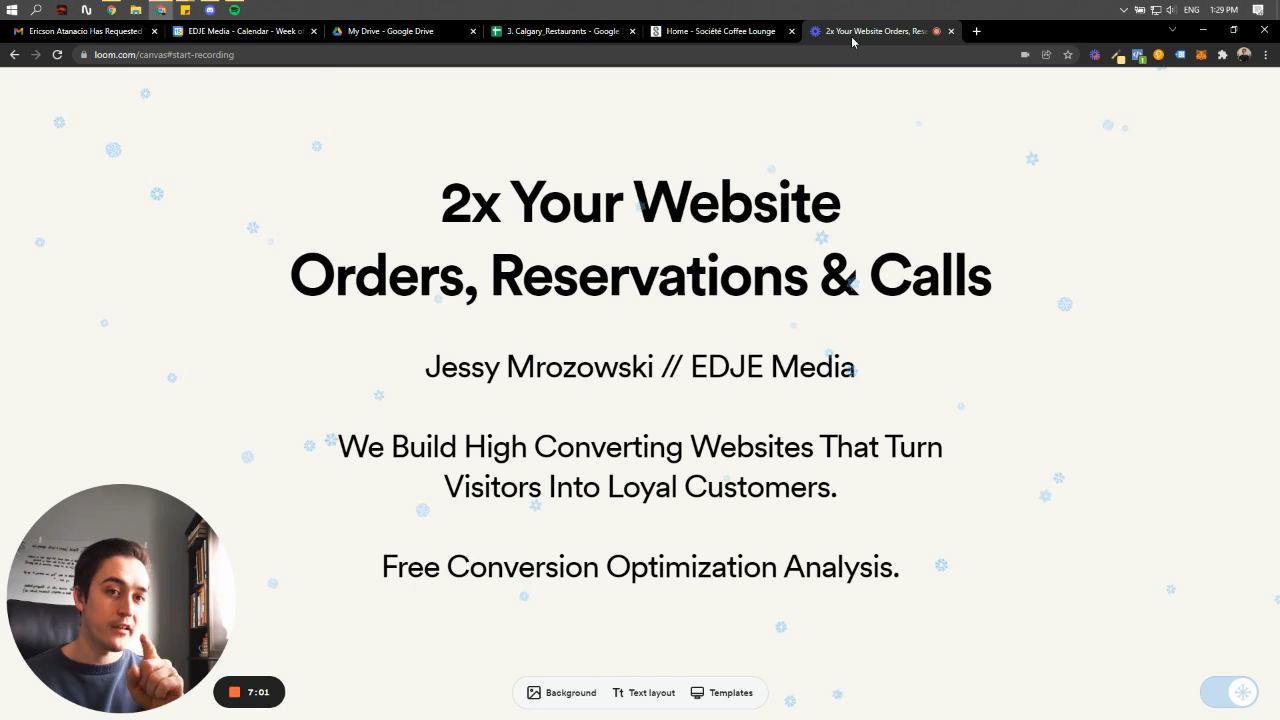 ENG
1:29 PM
Ericson Atanacio Has Requested
EDJE Media - Calendar - Week of
My Drive - Google Drive
3. Calgary_Restaurants - Google
Home - Société Coffee Lounge
2x Your Website Orders, Res
loom.com/canvas#start-recording
2x Your Website
Orders, Reservations & Calls
Jessy Mrozowski // EDJE Media
We Build High Converting Websites That Turn
Visitors Into Loyal Customers.
Free Conversion Optimization Analysis.
7:01
Background
Tt Text layout
Templates